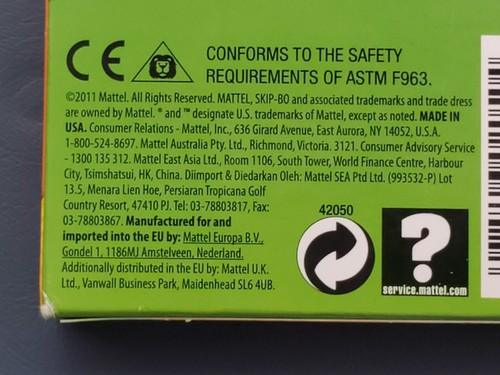 CE
CONFORMS TO THE SAFETY
REQUIREMENTS OF ASTM F963.
©2011 Mattel. All Rights Reserved. MATTEL, SKIP-BO and associated trademarks and trade dress
are owned by Mattel. ® and ™ designate U.S. trademarks of Mattel, except as noted. MADE IN
USA. Consumer Relations - Mattel, Inc., 636 Girard Avenue, East Aurora, NY 14052, U.S.A.
1-800-524-8697. Mattel Australia Pty. Ltd., Richmond, Victoria. 3121. Consumer Advisory Service
- 1300 135 312. Mattel East Asia Ltd., Room 1106, South Tower, World Finance Centre, Harbour
City, Tsimshatsui, HK, China. Diimport & Diedarkan Oleh: Mattel SEA Ptd Ltd. (993532-P) Lot
13.5, Menara Lien Hoe, Persiaran Tropicana Golf
Country Resort, 47410 PJ. Tel: 03-78803817, Fax:
03-78803867. Manufactured for and
imported into the EU by: Mattel Europa B.V.,
Gondel 1, 1186MJ Amstelveen, Nederland.
Additionally distributed in the EU by: Mattel U.K.
Ltd., Vanwall Business Park, Maidenhead SL6 4UB.
42050
?
service.mattel.com